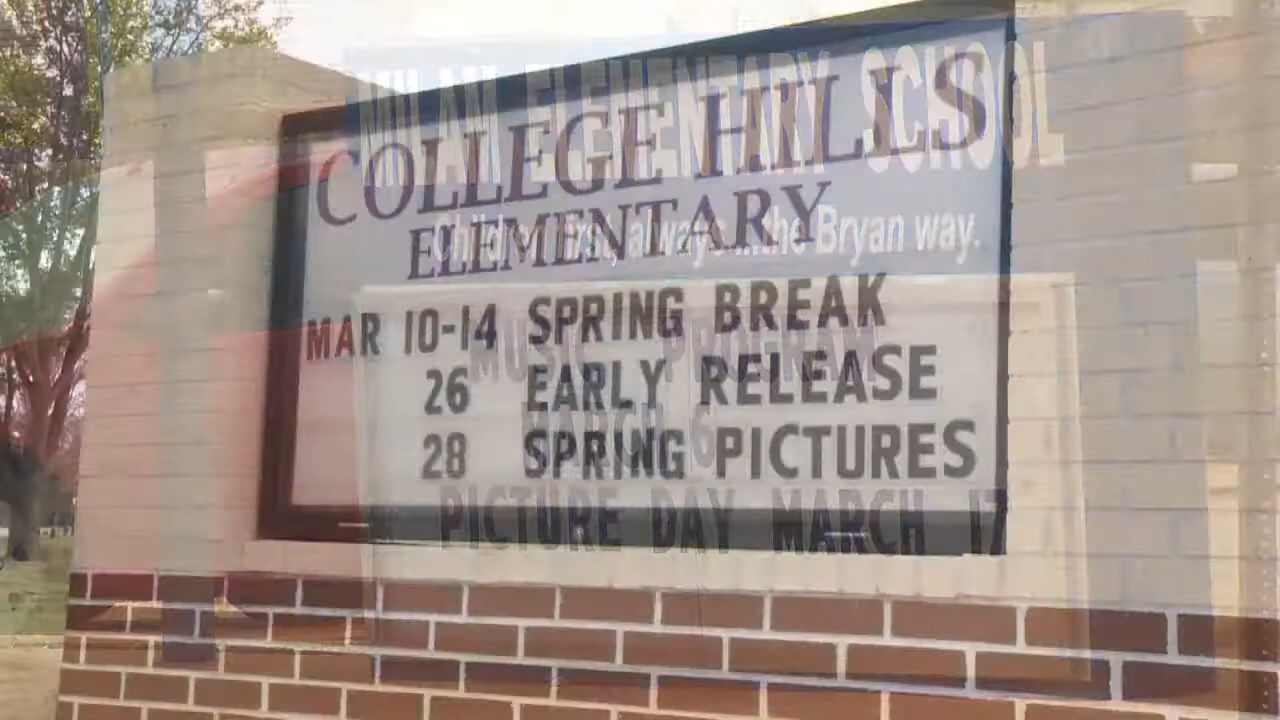 COLLEGE HILLS
ELEMENTARY
MAR 10-14 SPRING BREAK
26 EARLY RELEASE
28 SPRING PICTURES
MILAM ELEMENTARY SCHOOL
Children first, always...the Bryan way.
MUSIC PROGRAM
MARCH 6
PICTURE DAY MARCH 17